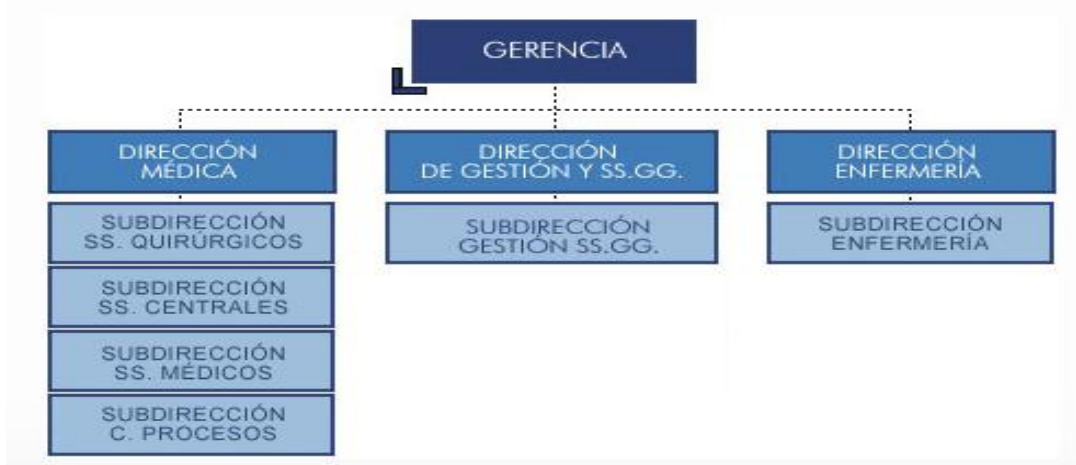 GERENCIA
DIRECCIÓN
MÉDICA
SUBDIRECCIÓN
SS. QUIRÚRGICOS
SUBDIRECCIÓN
SS. CENTRALES
SUBDIRECCIÓN
SS. MÉDICOS
SUBDIRECCIÓN
C. PROCESOS
DIRECCIÓN
DE GESTIÓN Y SS.GG.
SUBDIRECCIÓN
GESTIÓN SS.GG.
DIRECCIÓN
ENFERMERÍA
SUBDIRECCIÓN
ENFERMERÍA